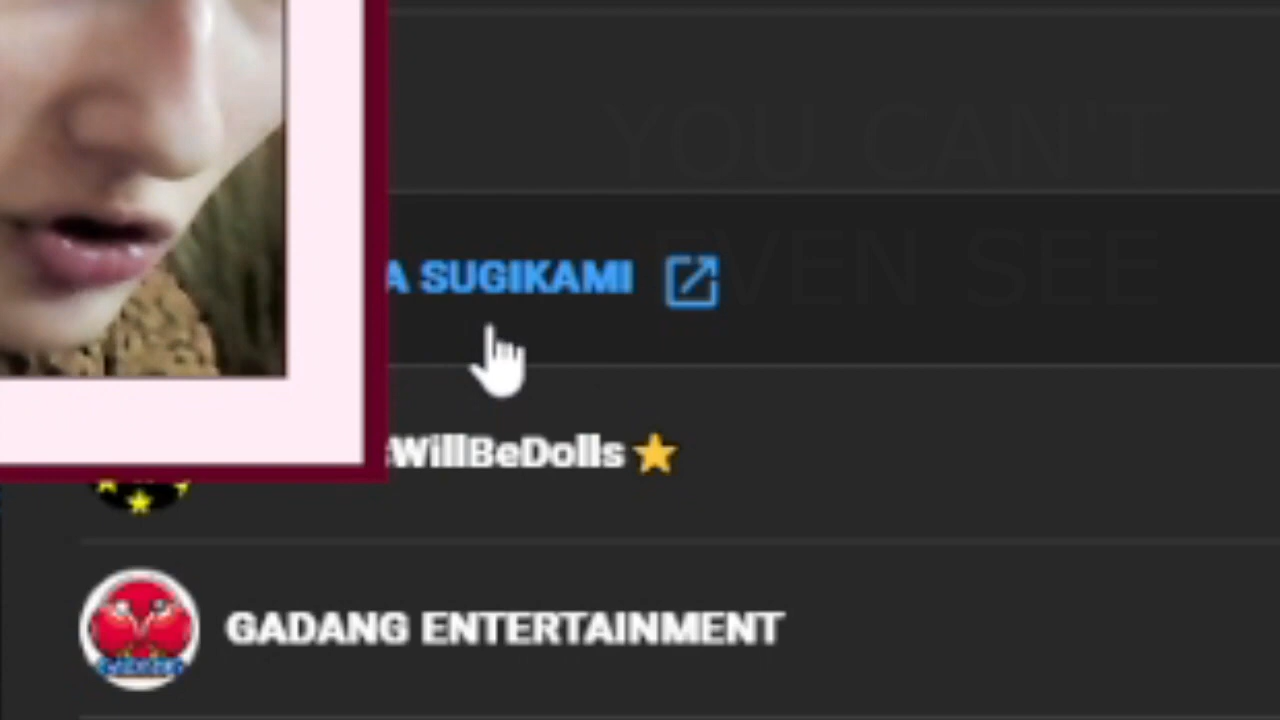 YOU CAN'T
EVEN SEE
A SUGIKAMI
WillBeDolls
GADANG ENTERTAINMENT